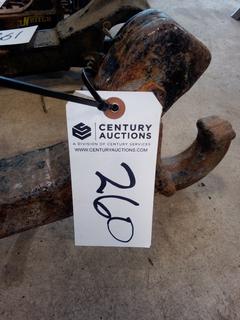 CENTURY
AUCTIONS
A DIVISION OF CENTURY SERVICES
WWW.CENTURYAUCTIONS.COM
260